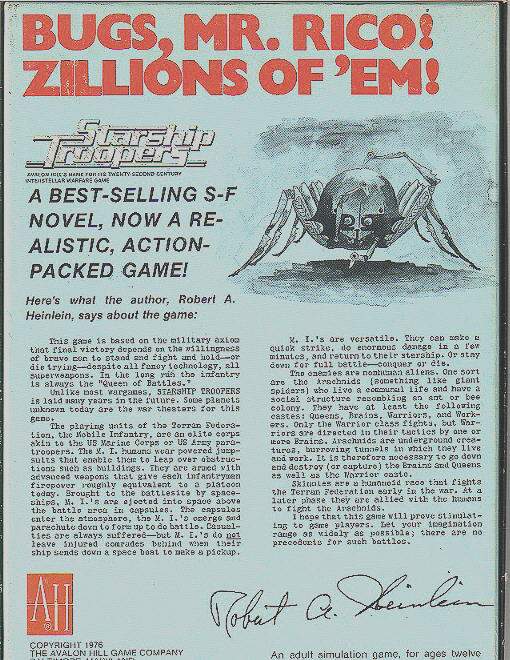 BUGS, MR. RICO!
ZILLIONS OF 'EM!
Starship
Troopers
AVALON HILL'S GAME FOR ITS TWENTY-SECOND CENTURY
INTERSTELLAR WARFARE GAME
A BEST-SELLING S-F
NOVEL, NOW A RE-
ALISTIC, ACTION-
PACKED GAME!
Here's what the author, Robert A.
Heinlein, says about the game:
This game is based on the military axiom
that final victory depends on the willingness
of brave men to stand and fight and hold—or
die trying—despite all fancy technology, all
superweapons. In the long run the infantry
is always the "Queen of Battles."
Unlike most wargames, STARSHIP TROOPERS
is laid many years in the future. Some planets
unknown today are the war theaters for this
game.
The playing units of the Terran Federa-
tion, the Mobile Infantry, are an elite corps
akin to the US Marine Corps or US Army para-
troopers. The M.I. humans wear powered jump-
suits that enable them to leap over obstruc-
tions such as buildings. They are armed with
advanced weapons that give each infantryman
firepower roughly equivalent to a platoon
today. Brought to the battlesite by space-
ships, M.I.'s are ejected into space above
the battle area in capsules. The capsules
enter the atmosphere, the M.I.'s emerge and
parachute down to form up to do battle. Casual-
ties are always suffered—but M.I.'s do not
leave injured comrades behind when their
ship sends down a space boat to make a pickup.
M.I.'s are versatile. They can make a
quick strike, do enormous damage in a few
minutes, and return to their starship. Or stay
down for full battle—conquer or die.
The enemies are nonhuman aliens. One sort
are the Arachnids (something like giant
spiders) who live a communal life and have a
social structure resembling an ant or bee
colony. They have at least the following
castes: Queens, Brains, Warriors, and Work-
ers. Only the Warrior class fights, but War-
riors are directed in their tactics by one or
more Brains. Arachnids are underground crea-
tures, burrowing tunnels in which they live
and work. It is therefore necessary to go down
and destroy (or capture) the Brains and Queens
as well as the Warrior caste.
Skinnies are a humanoid race that fights
the Terran Federation early in the war. At a
later phase they are allied with the humans
to fight the Arachnids.
I hope that this game will prove stimulat-
ing to game players. Let your imagination
range as widely as possible; there are no
precedents for such battles.
Robert A. Heinlein
AH
COPYRIGHT 1976
THE AVALON HILL GAME COMPANY
BALTIMORE, MARYLAND
An adult simulation game, for ages twelve